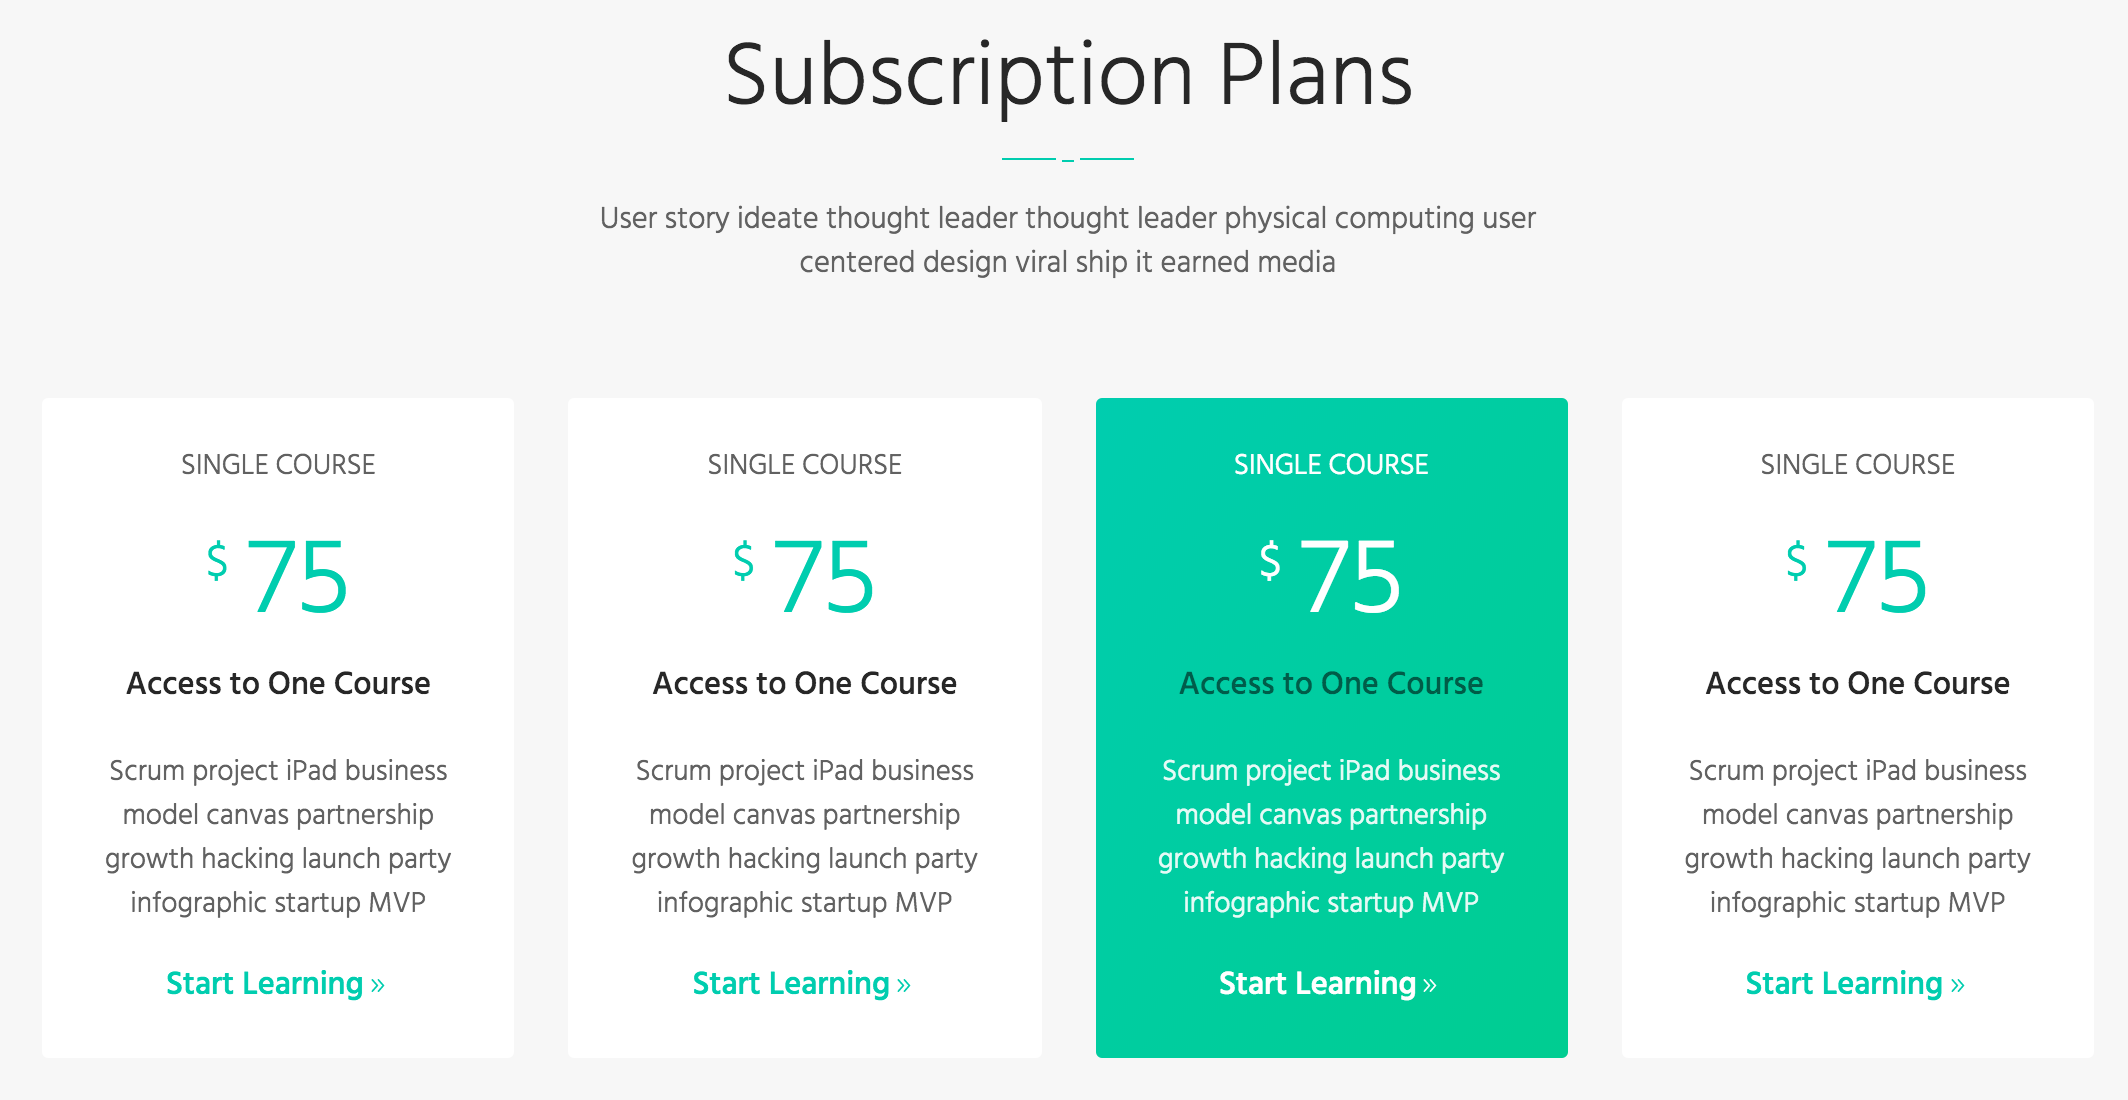 Subscription Plans
User story ideate thought leader thought leader physical computing user
centered design viral ship it earned media
SINGLE COURSE
$ 75
Access to One Course
Scrum project iPad business
model canvas partnership
growth hacking launch party
infographic startup MVP
Start Learning »
SINGLE COURSE
$ 75
Access to One Course
Scrum project iPad business
model canvas partnership
growth hacking launch party
infographic startup MVP
Start Learning »
SINGLE COURSE
$ 75
Access to One Course
Scrum project iPad business
model canvas partnership
growth hacking launch party
infographic startup MVP
Start Learning »
SINGLE COURSE
$ 75
Access to One Course
Scrum project iPad business
model canvas partnership
growth hacking launch party
infographic startup MVP
Start Learning »